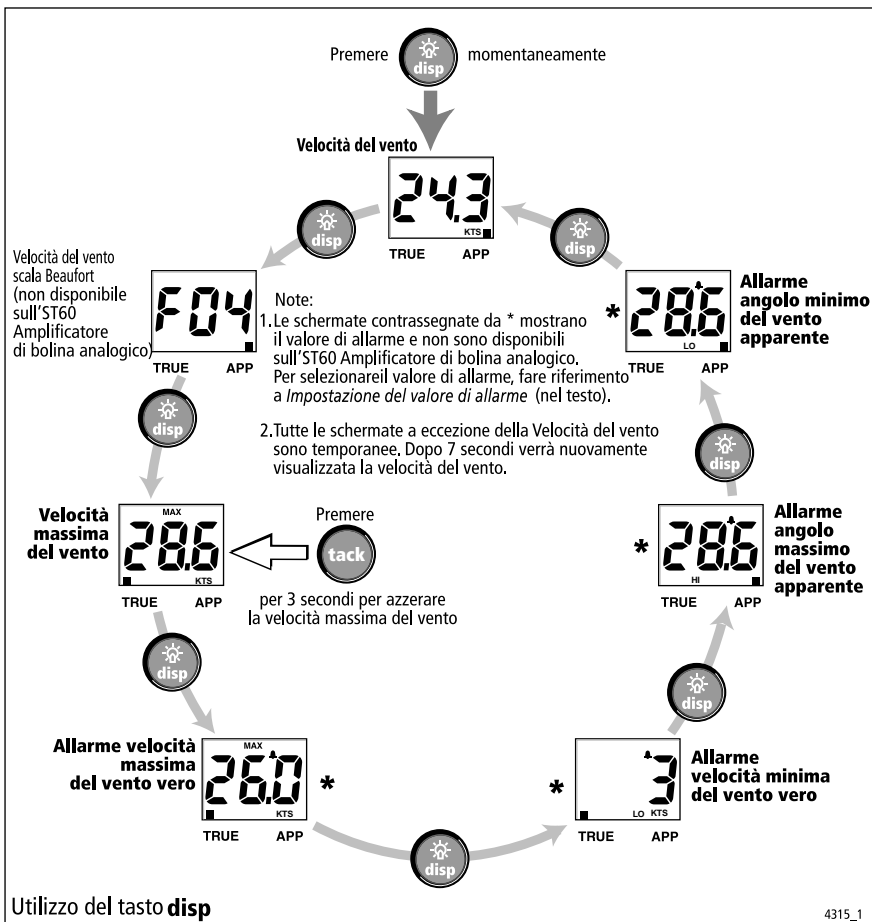 Premere disp momentaneamente
Velocità del vento
24.3
KTS
TRUE APP
disp
disp
Velocità del vento
scala Beaufort
(non disponibile
sull'ST60
Amplificatore
di bolina analogico)
F04
TRUE APP
Note:
1. Le schermate contrassegnate da * mostrano
il valore di allarme e non sono disponibili
sull'ST60 Amplificatore di bolina analogico.
Per selezionareil valore di allarme, fare riferimento
a Impostazione del valore di allarme (nel testo).
2. Tutte le schermate a eccezione della Velocità del vento
sono temporanee. Dopo 7 secondi verrà nuovamente
visualizzata la velocità del vento.
*
28.6
LO
TRUE APP
Allarme
angolo minimo
del vento
apparente
disp
disp
Velocità
massima
del vento
MAX
28.6
KTS
TRUE APP
Premere
tack
per 3 secondi per azzerare
la velocità massima del vento
*
28.6
HI
TRUE APP
Allarme
angolo
massimo
del vento
apparente
disp
disp
Allarme velocità
massima
del vento vero
MAX
26.0
KTS
*
TRUE APP
disp
*
3
LO KTS
TRUE APP
Allarme
velocità minima
del vento vero
Utilizzo del tasto disp
4315_1